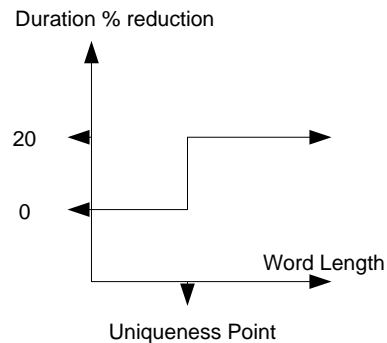 Duration % reduction
20
0
Word Length
Uniqueness Point